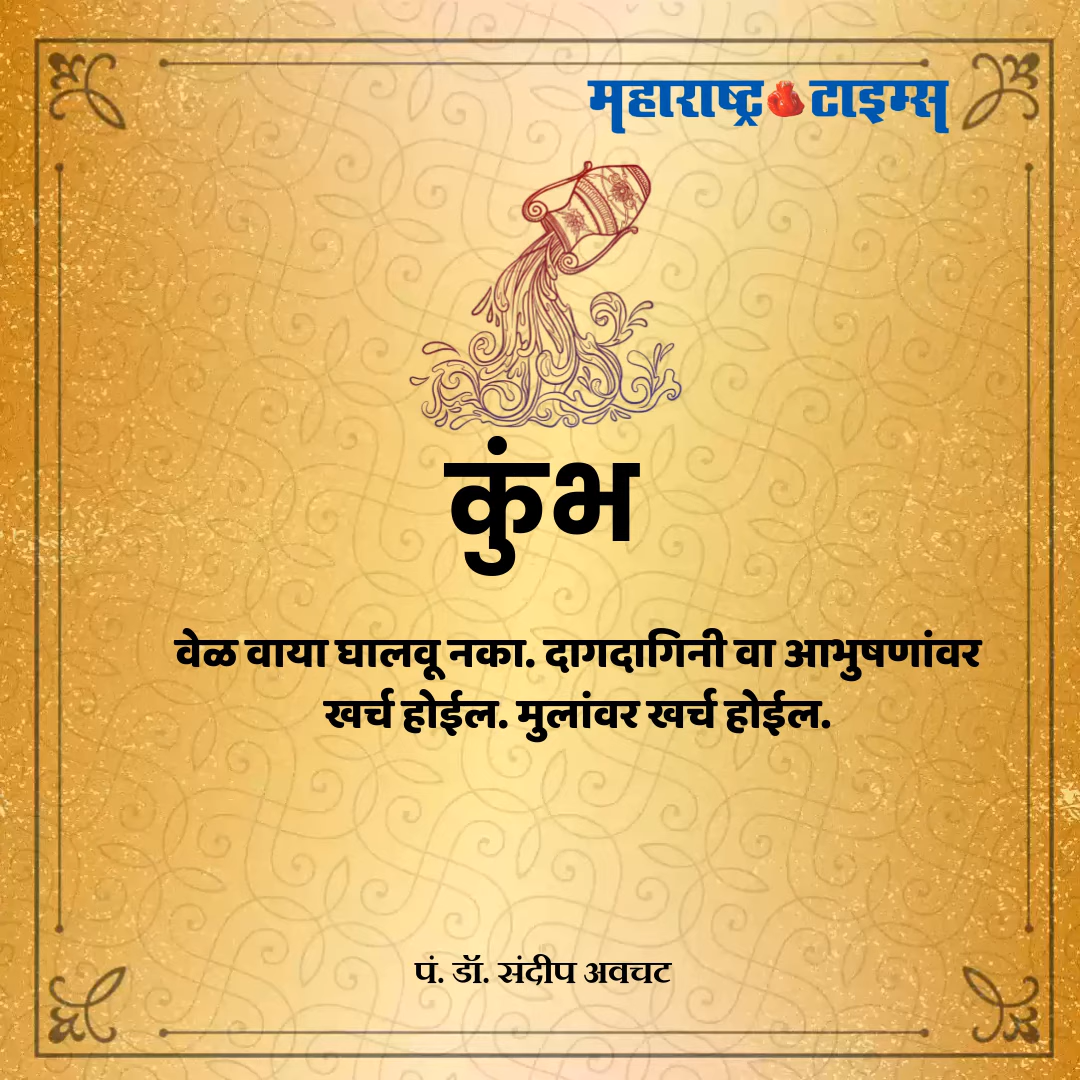 महाराष्ट्र टाइम्स
कुंभ
वेळ वाया घालवू नका. दागदागिनी वा आभुषणांवर
खर्च होईल. मुलांवर खर्च होईल.
पं. डॉ. संदीप अवचट